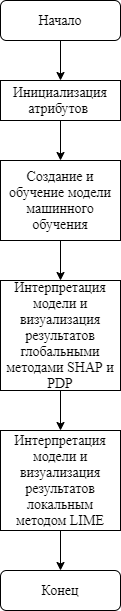 Начало
Инициализация
атрибутов
Создание и
обучение модели
машинного
обучения
Интерпретация
модели и
визуализация
результатов
глобальными
методами SHAP и
PDP
Интерпретация
модели и
визуализация
результатов
локальным
методом LIME
Конец